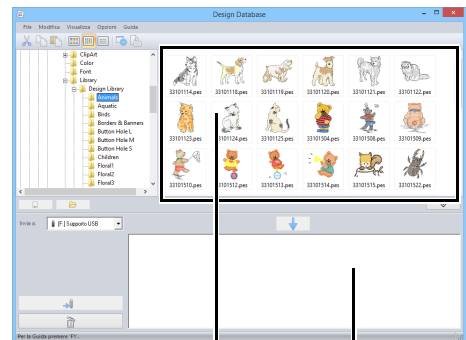 Design Database
File Modifica Visualizza Opzioni Guida
ClipArt
Color
Font
Library
Design Library
Animals
Aquatic
Birds
Borders & Banners
Button Hole L
Button Hole M
Button Hole S
Children
Floral1
Floral2
Floral3
33101114.pes 33101118.pes 33101119.pes 33101120.pes 33101121.pes 33101122.pes
33101123.pes 33101124.pes 33101125.pes 33101504.pes 33101508.pes 33101509.pes
33101510.pes 33101512.pes 33101513.pes 33101514.pes 33101515.pes 33101522.pes
Invia a: [F] Supporto USB
Per la Guida premere 'F1'.